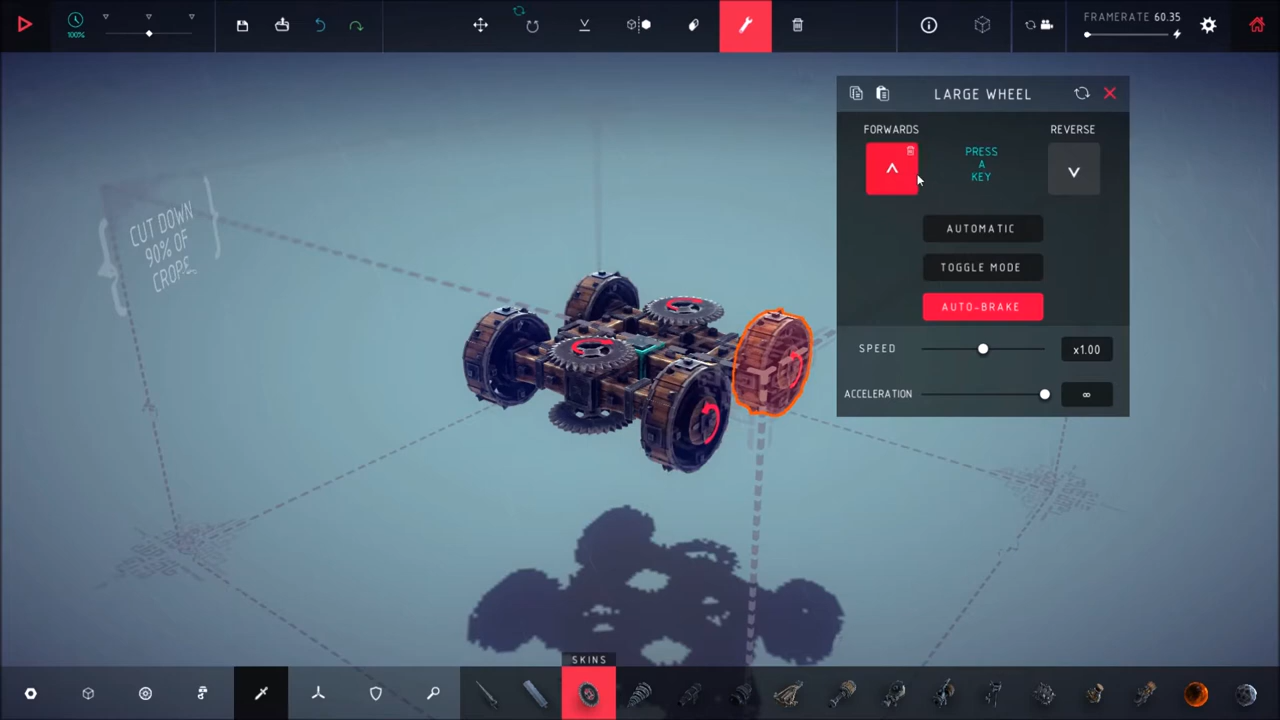 100%
FRAMERATE 60.35
LARGE WHEEL
FORWARDS
REVERSE
PRESS
A
KEY
AUTOMATIC
TOGGLE MODE
AUTO-BRAKE
SPEED
x1.00
ACCELERATION
∞
CUT DOWN
90% OF
CROPS
SKINS